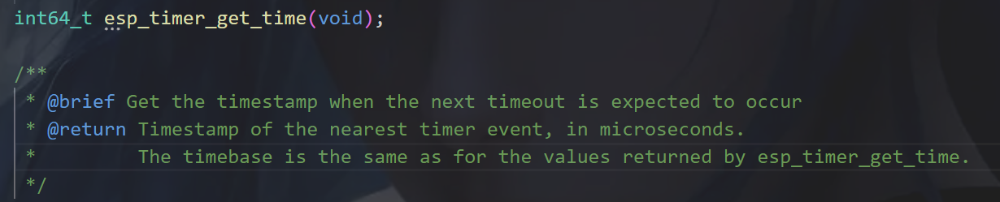 int64_t esp_timer_get_time(void);
/**
* @brief Get the timestamp when the next timeout is expected to occur
* @return Timestamp of the nearest timer event, in microseconds.
* The timebase is the same as for the values returned by esp_timer_get_time.
*/